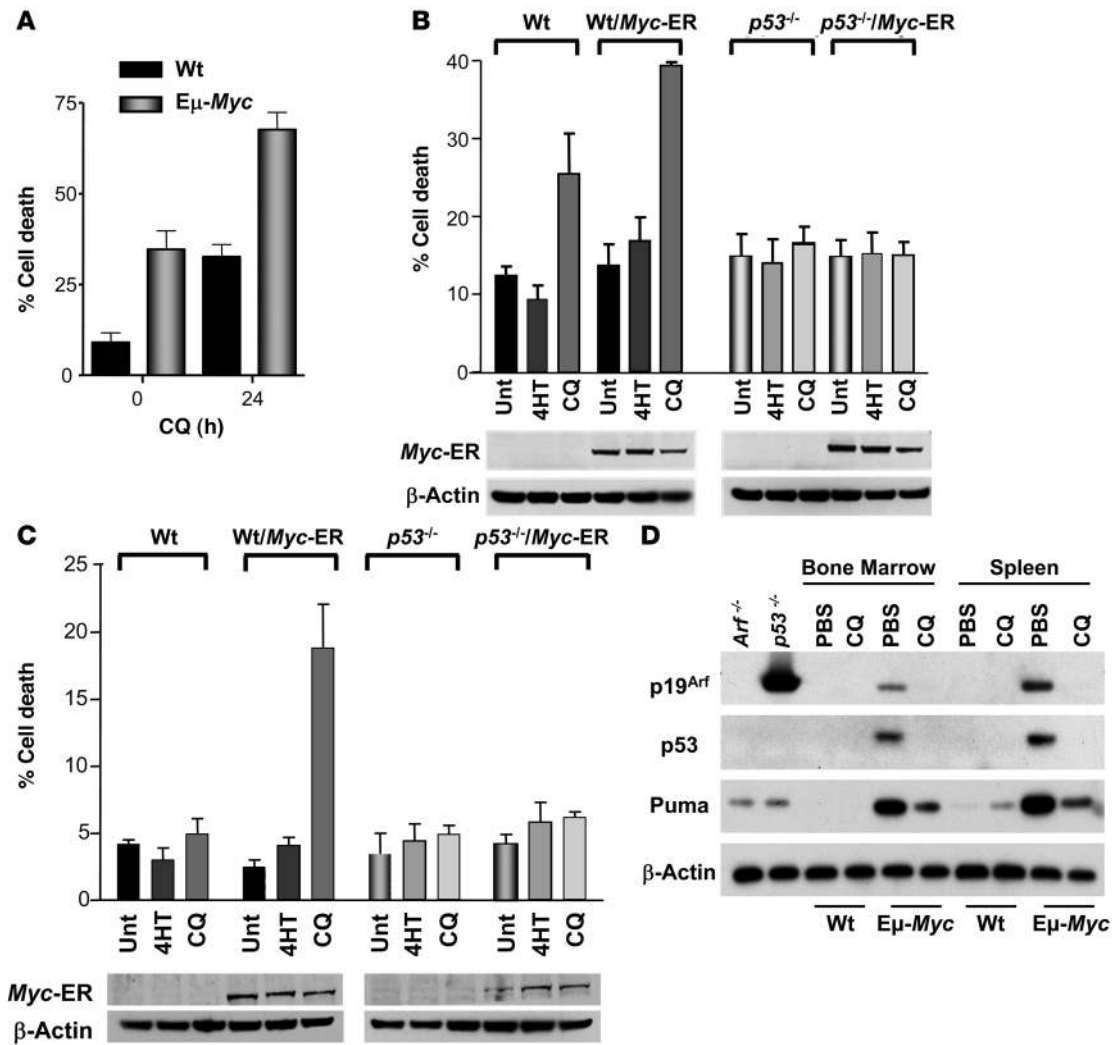 A
Wt
Eμ-Myc
75
50
25
0
% Cell death
0 24
CQ (h)
B
Wt Wt/Myc-ER p53-/- p53-/-/Myc-ER
40
30
20
10
0
% Cell death
Unt 4HT CQ Unt 4HT CQ Unt 4HT CQ Unt 4HT CQ
Myc-ER
β-Actin
C
Wt Wt/Myc-ER p53-/- p53-/-/Myc-ER
25
20
15
10
5
0
% Cell death
Unt 4HT CQ Unt 4HT CQ Unt 4HT CQ Unt 4HT CQ
Myc-ER
β-Actin
D
Bone Marrow Spleen
Arf-/- p53-/- PBS CQ PBS CQ PBS CQ PBS CQ
p19Arf
p53
Puma
β-Actin
Wt Eμ-Myc Wt Eμ-Myc